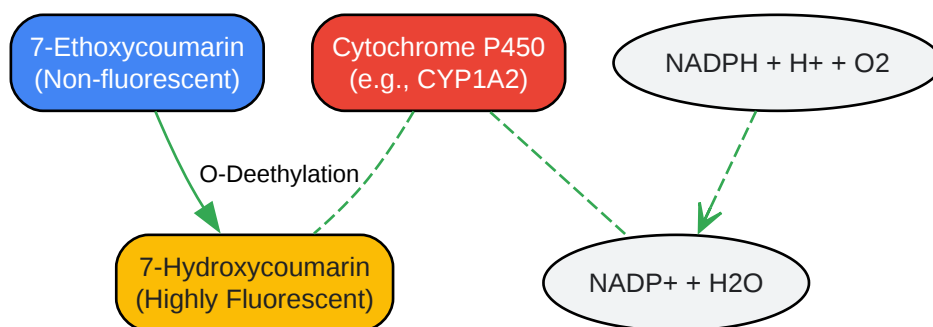 7-Ethoxycoumarin
(Non-fluorescent)
Cytochrome P450
(e.g., CYP1A2)
NADPH + H+ + O2
O-Deethylation
7-Hydroxycoumarin
(Highly Fluorescent)
NADP+ + H2O